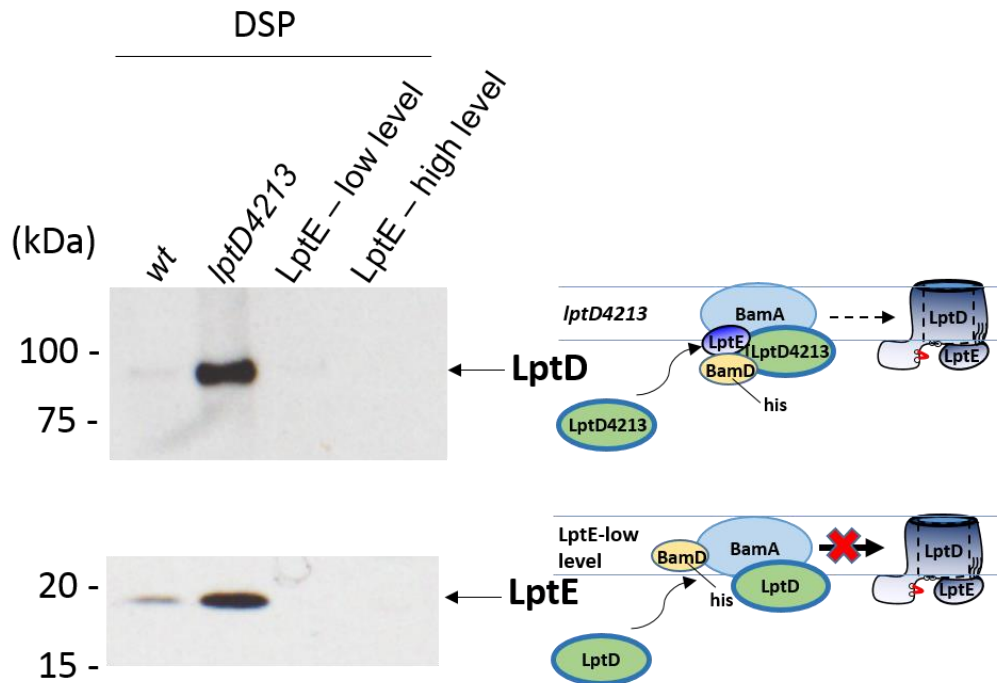 DSP
(kDa)
wt
lptD4213
LptE – low level
LptE – high level
100 -
75 -
LptD
20 -
15 -
LptE
lptD4213
BamA
LptE
LptD4213
BamD
his
LptD4213
LptD
LptE
LptE-low
level
BamD
BamA
his
LptD
LptD
LptD
LptE